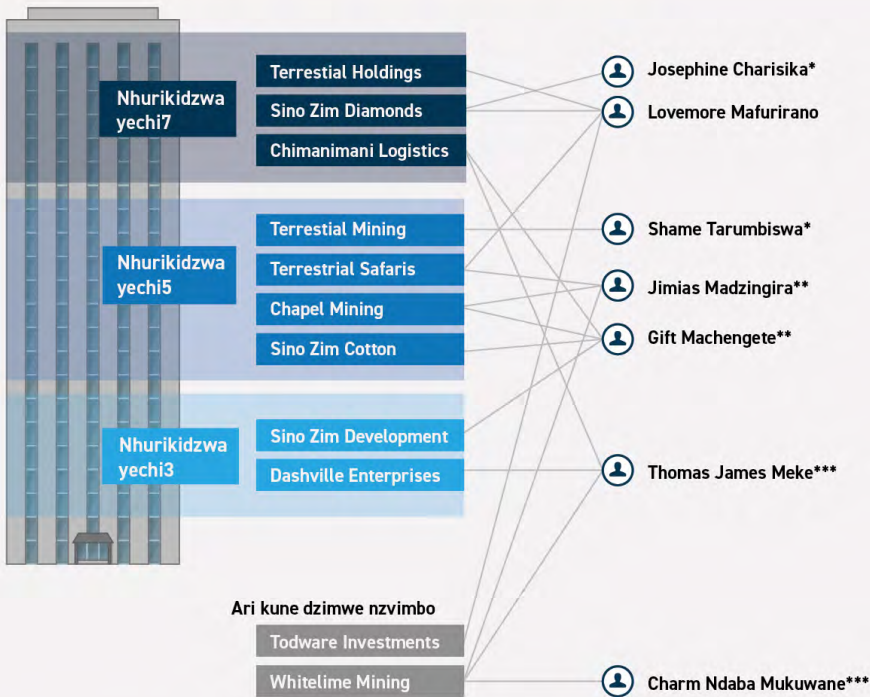 Nhurikidzwa
yechi7
Terrestial Holdings
Sino Zim Diamonds
Chimanimani Logistics
Nhurikidzwa
yechi5
Terrestial Mining
Terrestrial Safaris
Chapel Mining
Sino Zim Cotton
Nhurikidzwa
yechi3
Sino Zim Development
Dashville Enterprises
Ari kune dzimwe nzvimbo
Todware Investments
Whitelime Mining
Josephine Charisika*
Lovemore Mafurirano
Shame Tarumbiswa*
Jimias Madzingira**
Gift Machengete**
Thomas James Meke***
Charm Ndaba Mukuwane***